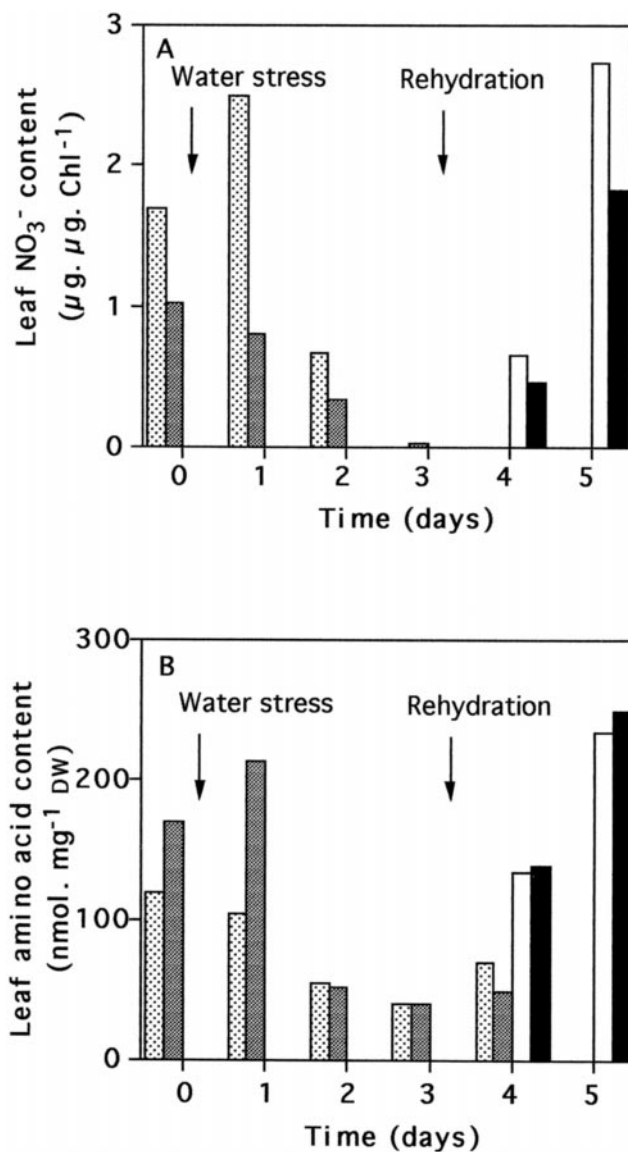 A
Water stress
Rehydration
Leaf NO₃⁻ content
(µg. µg. Chl⁻¹)
3
2
1
0
0 1 2 3 4 5
Time (days)
B
Water stress
Rehydration
Leaf amino acid content
(nmol. mg⁻¹ DW)
300
200
100
0
0 1 2 3 4 5
Time (days)